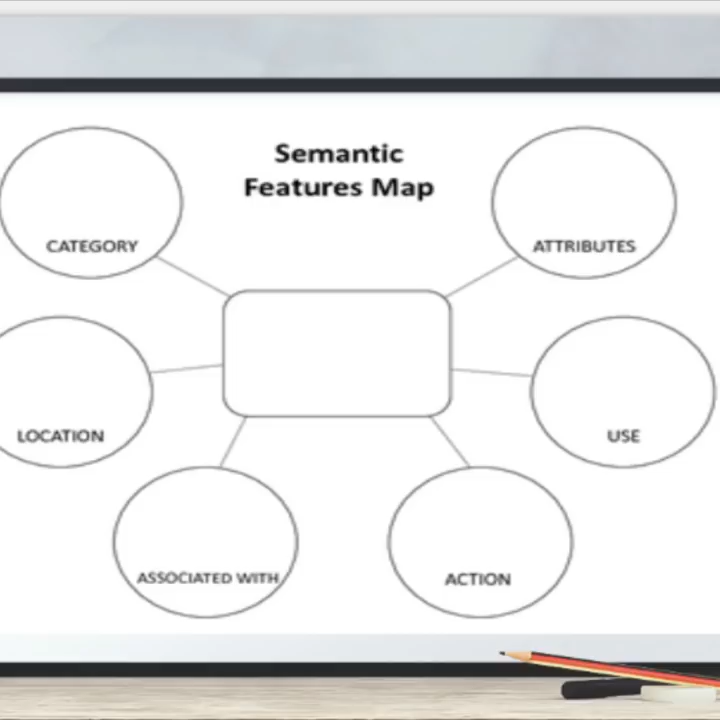 Semantic
Features Map
CATEGORY
ATTRIBUTES
LOCATION
USE
ASSOCIATED WITH
ACTION